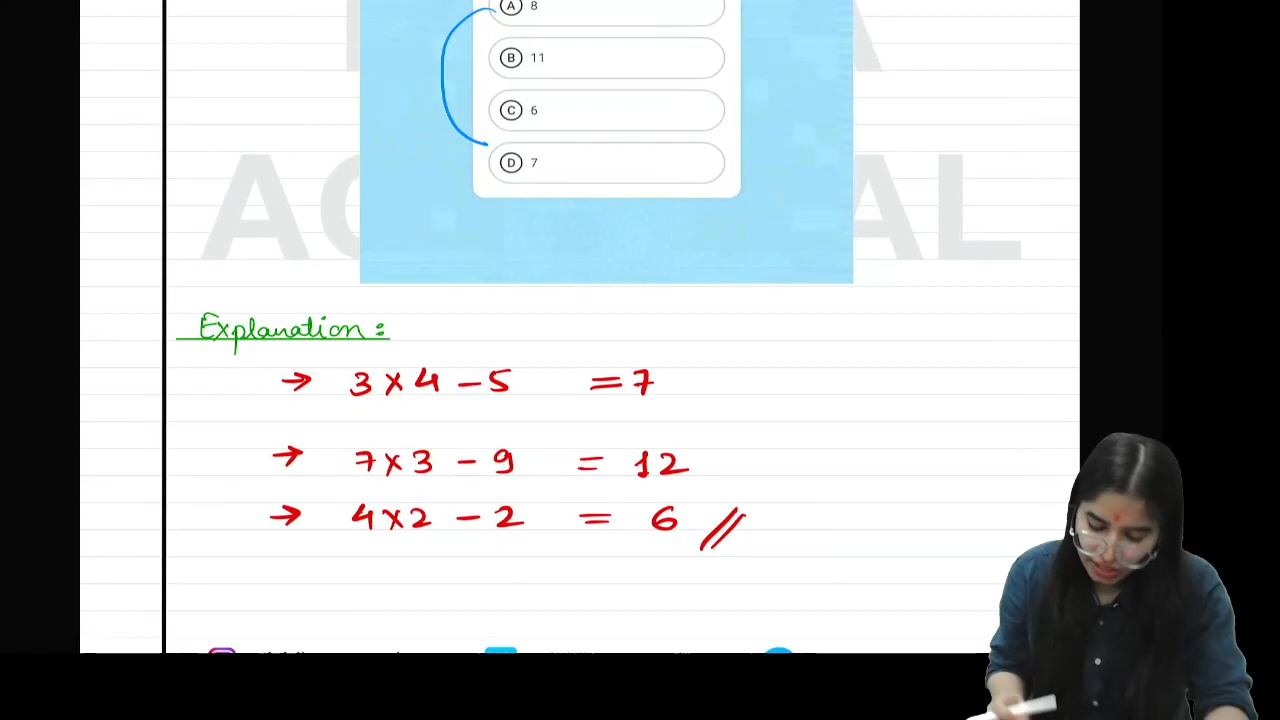 A 8
B 11
C 6
D 7
Explanation:
→ 3 × 4 - 5 = 7
→ 7 × 3 - 9 = 12
→ 4 × 2 - 2 = 6 //